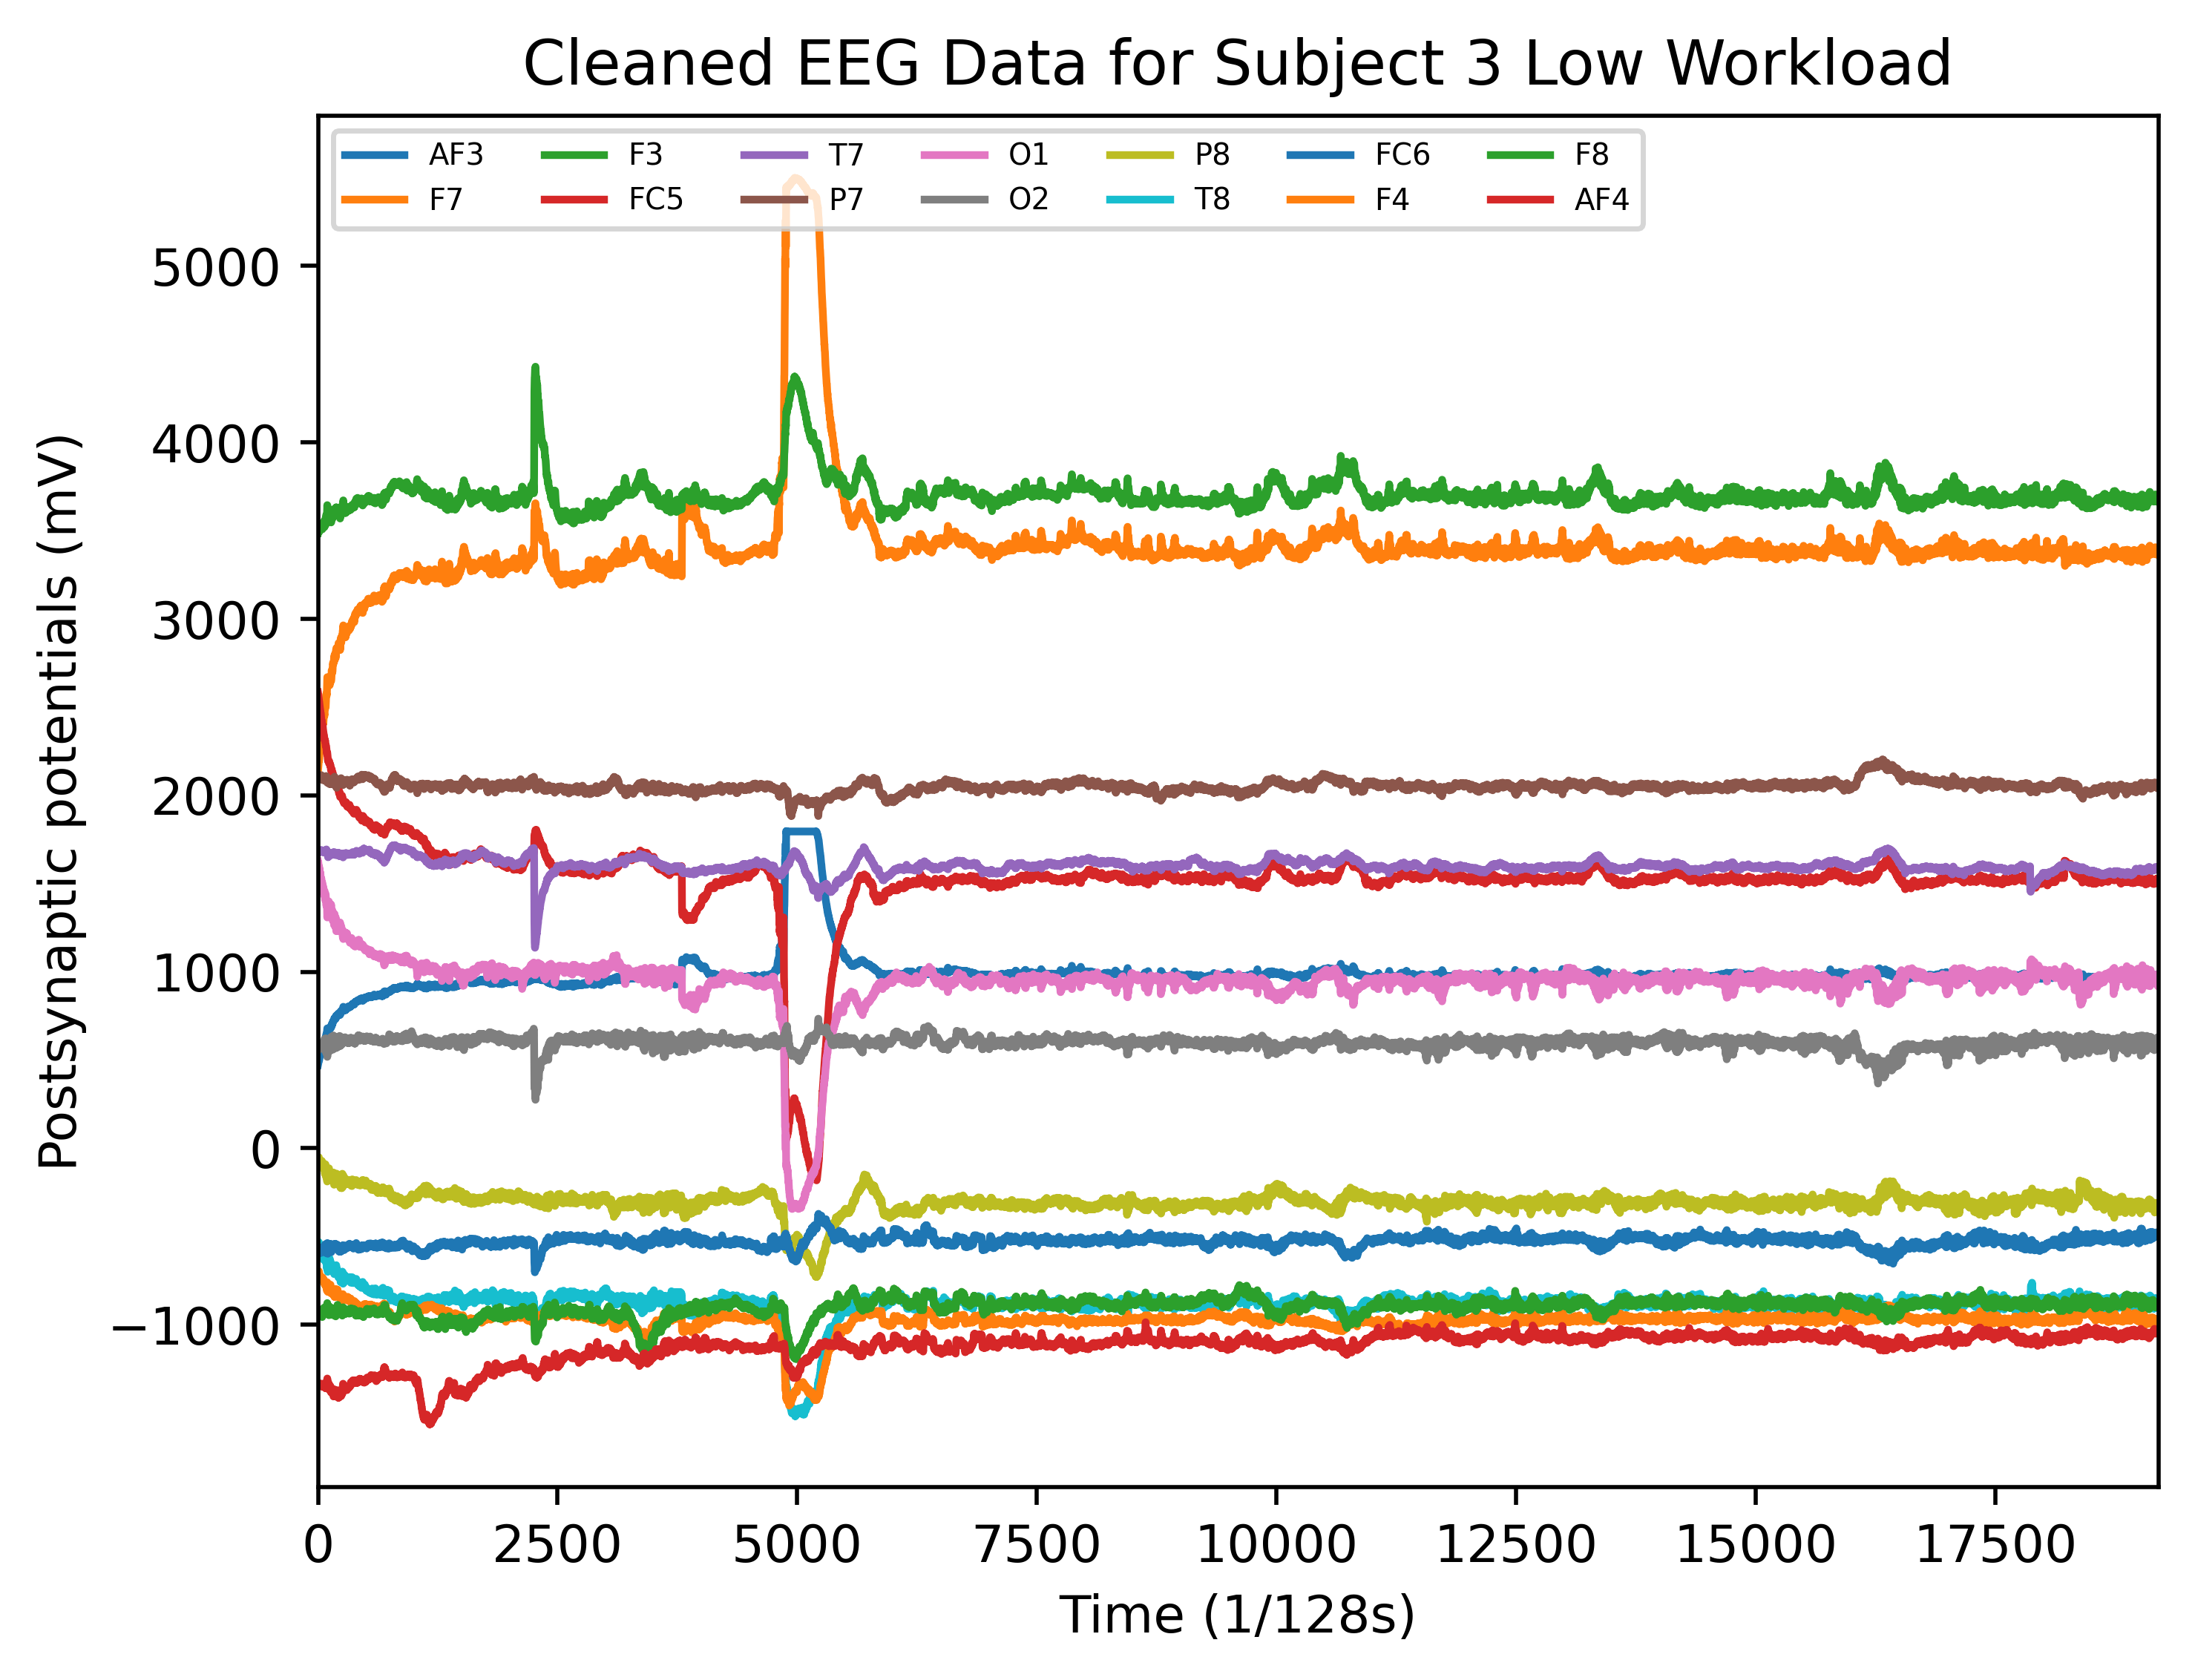 Cleaned EEG Data for Subject 3 Low Workload
AF3 F3 T7 O1 P8 FC6 F8
F7 FC5 P7 O2 T8 F4 AF4
5000
4000
3000
2000
1000
0
−1000
Postsynaptic potentials (mV)
0 2500 5000 7500 10000 12500 15000 17500
Time (1/128s)